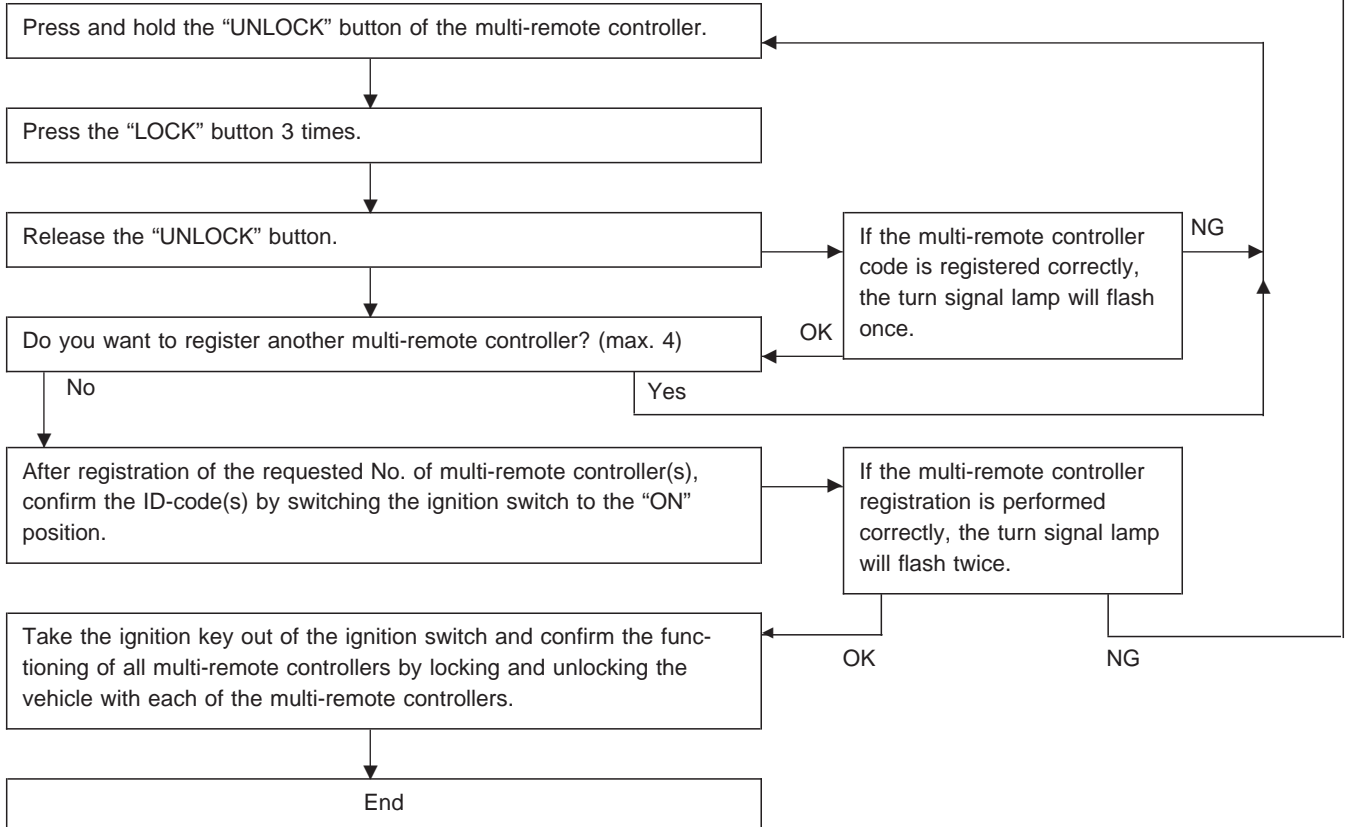 Press and hold the “UNLOCK” button of the multi-remote controller.
Press the “LOCK” button 3 times.
Release the “UNLOCK” button.
If the multi-remote controller
code is registered correctly,
the turn signal lamp will flash
once.
NG
OK
Do you want to register another multi-remote controller? (max. 4)
No
Yes
After registration of the requested No. of multi-remote controller(s),
confirm the ID-code(s) by switching the ignition switch to the “ON”
position.
If the multi-remote controller
registration is performed
correctly, the turn signal lamp
will flash twice.
OK
NG
Take the ignition key out of the ignition switch and confirm the func-
tioning of all multi-remote controllers by locking and unlocking the
vehicle with each of the multi-remote controllers.
End